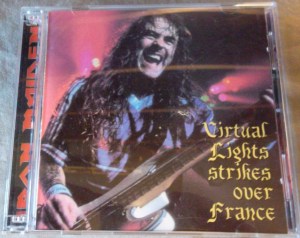 IRON MAIDEN
Virtual
Lights
strikes
over
France